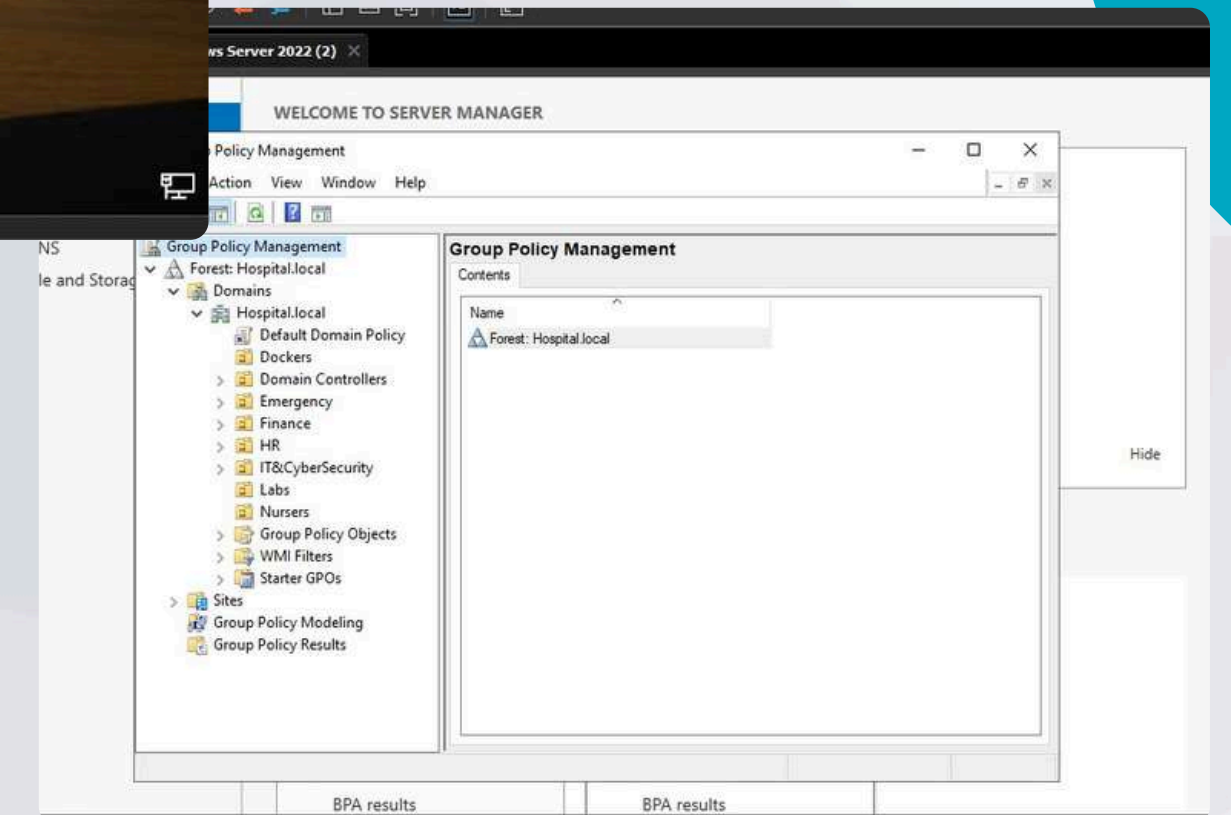 ws Server 2022 (2)
WELCOME TO SERVER MANAGER
Policy Management
Action View Window Help
NS
le and Storag
Group Policy Management
Forest: Hospital.local
Domains
Hospital.local
Default Domain Policy
Dockers
Domain Controllers
Emergency
Finance
HR
IT&CyberSecurity
Labs
Nursers
Group Policy Objects
WMI Filters
Starter GPOs
Sites
Group Policy Modeling
Group Policy Results
Group Policy Management
Contents
Name
Forest: Hospital.local
Hide
BPA results
BPA results